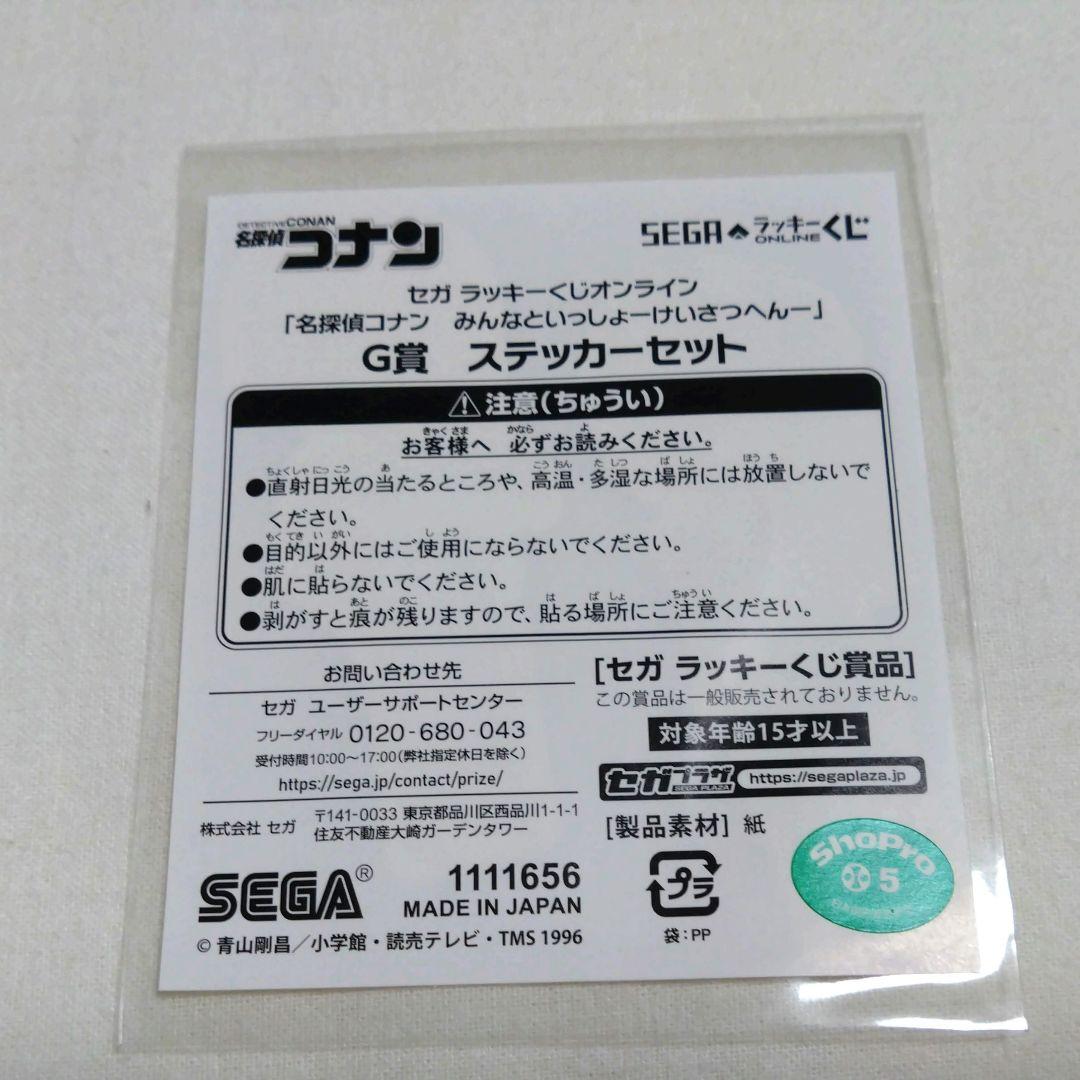 DETECTIVE CONAN
名探偵コナン
SEGA ラッキーくじ ONLINE
セガ ラッキーくじオンライン
「名探偵コナン みんなといっしょーけいさつへんー」
G賞 ステッカーセット
注意(ちゅうい)
お客様へ 必ずお読みください。
●直射日光の当たるところや、高温・多湿な場所には放置しないで
ください。
●目的以外にはご使用にならないでください。
●肌に貼らないでください。
●剥がすと痕が残りますので、貼る場所にご注意ください。
お問い合わせ先
セガ ユーザーサポートセンター
フリーダイヤル 0120-680-043
受付時間10:00〜17:00(弊社指定休日を除く)
https://sega.jp/contact/prize/
株式会社 セガ
〒141-0033 東京都品川区西品川1-1-1
住友不動産大崎ガーデンタワー
[セガ ラッキーくじ賞品]
この賞品は一般販売されておりません。
対象年齢15才以上
セガプラザ SEGA PLAZA https://segaplaza.jp
[製品素材] 紙
SEGA®
1111656
MADE IN JAPAN
プラ
袋:PP
ShoPro
5
© 青山剛昌/小学館・読売テレビ・TMS 1996